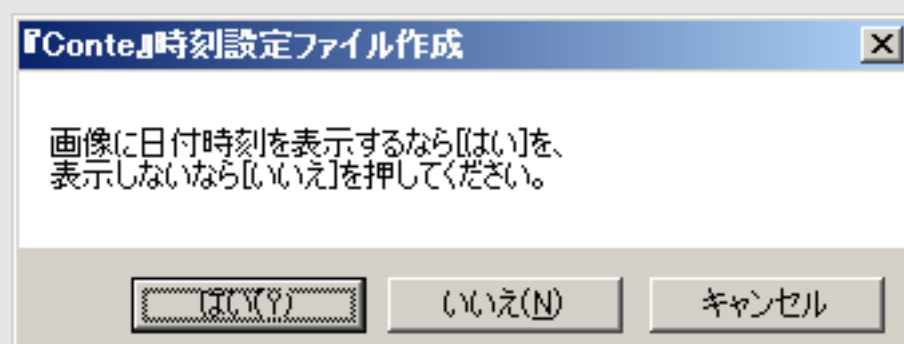 『Conte』時刻設定ファイル作成
画像に日付時刻を表示するなら[はい]を、
表示しないなら[いいえ]を押してください。
はい(Y)
いいえ(N)
キャンセル